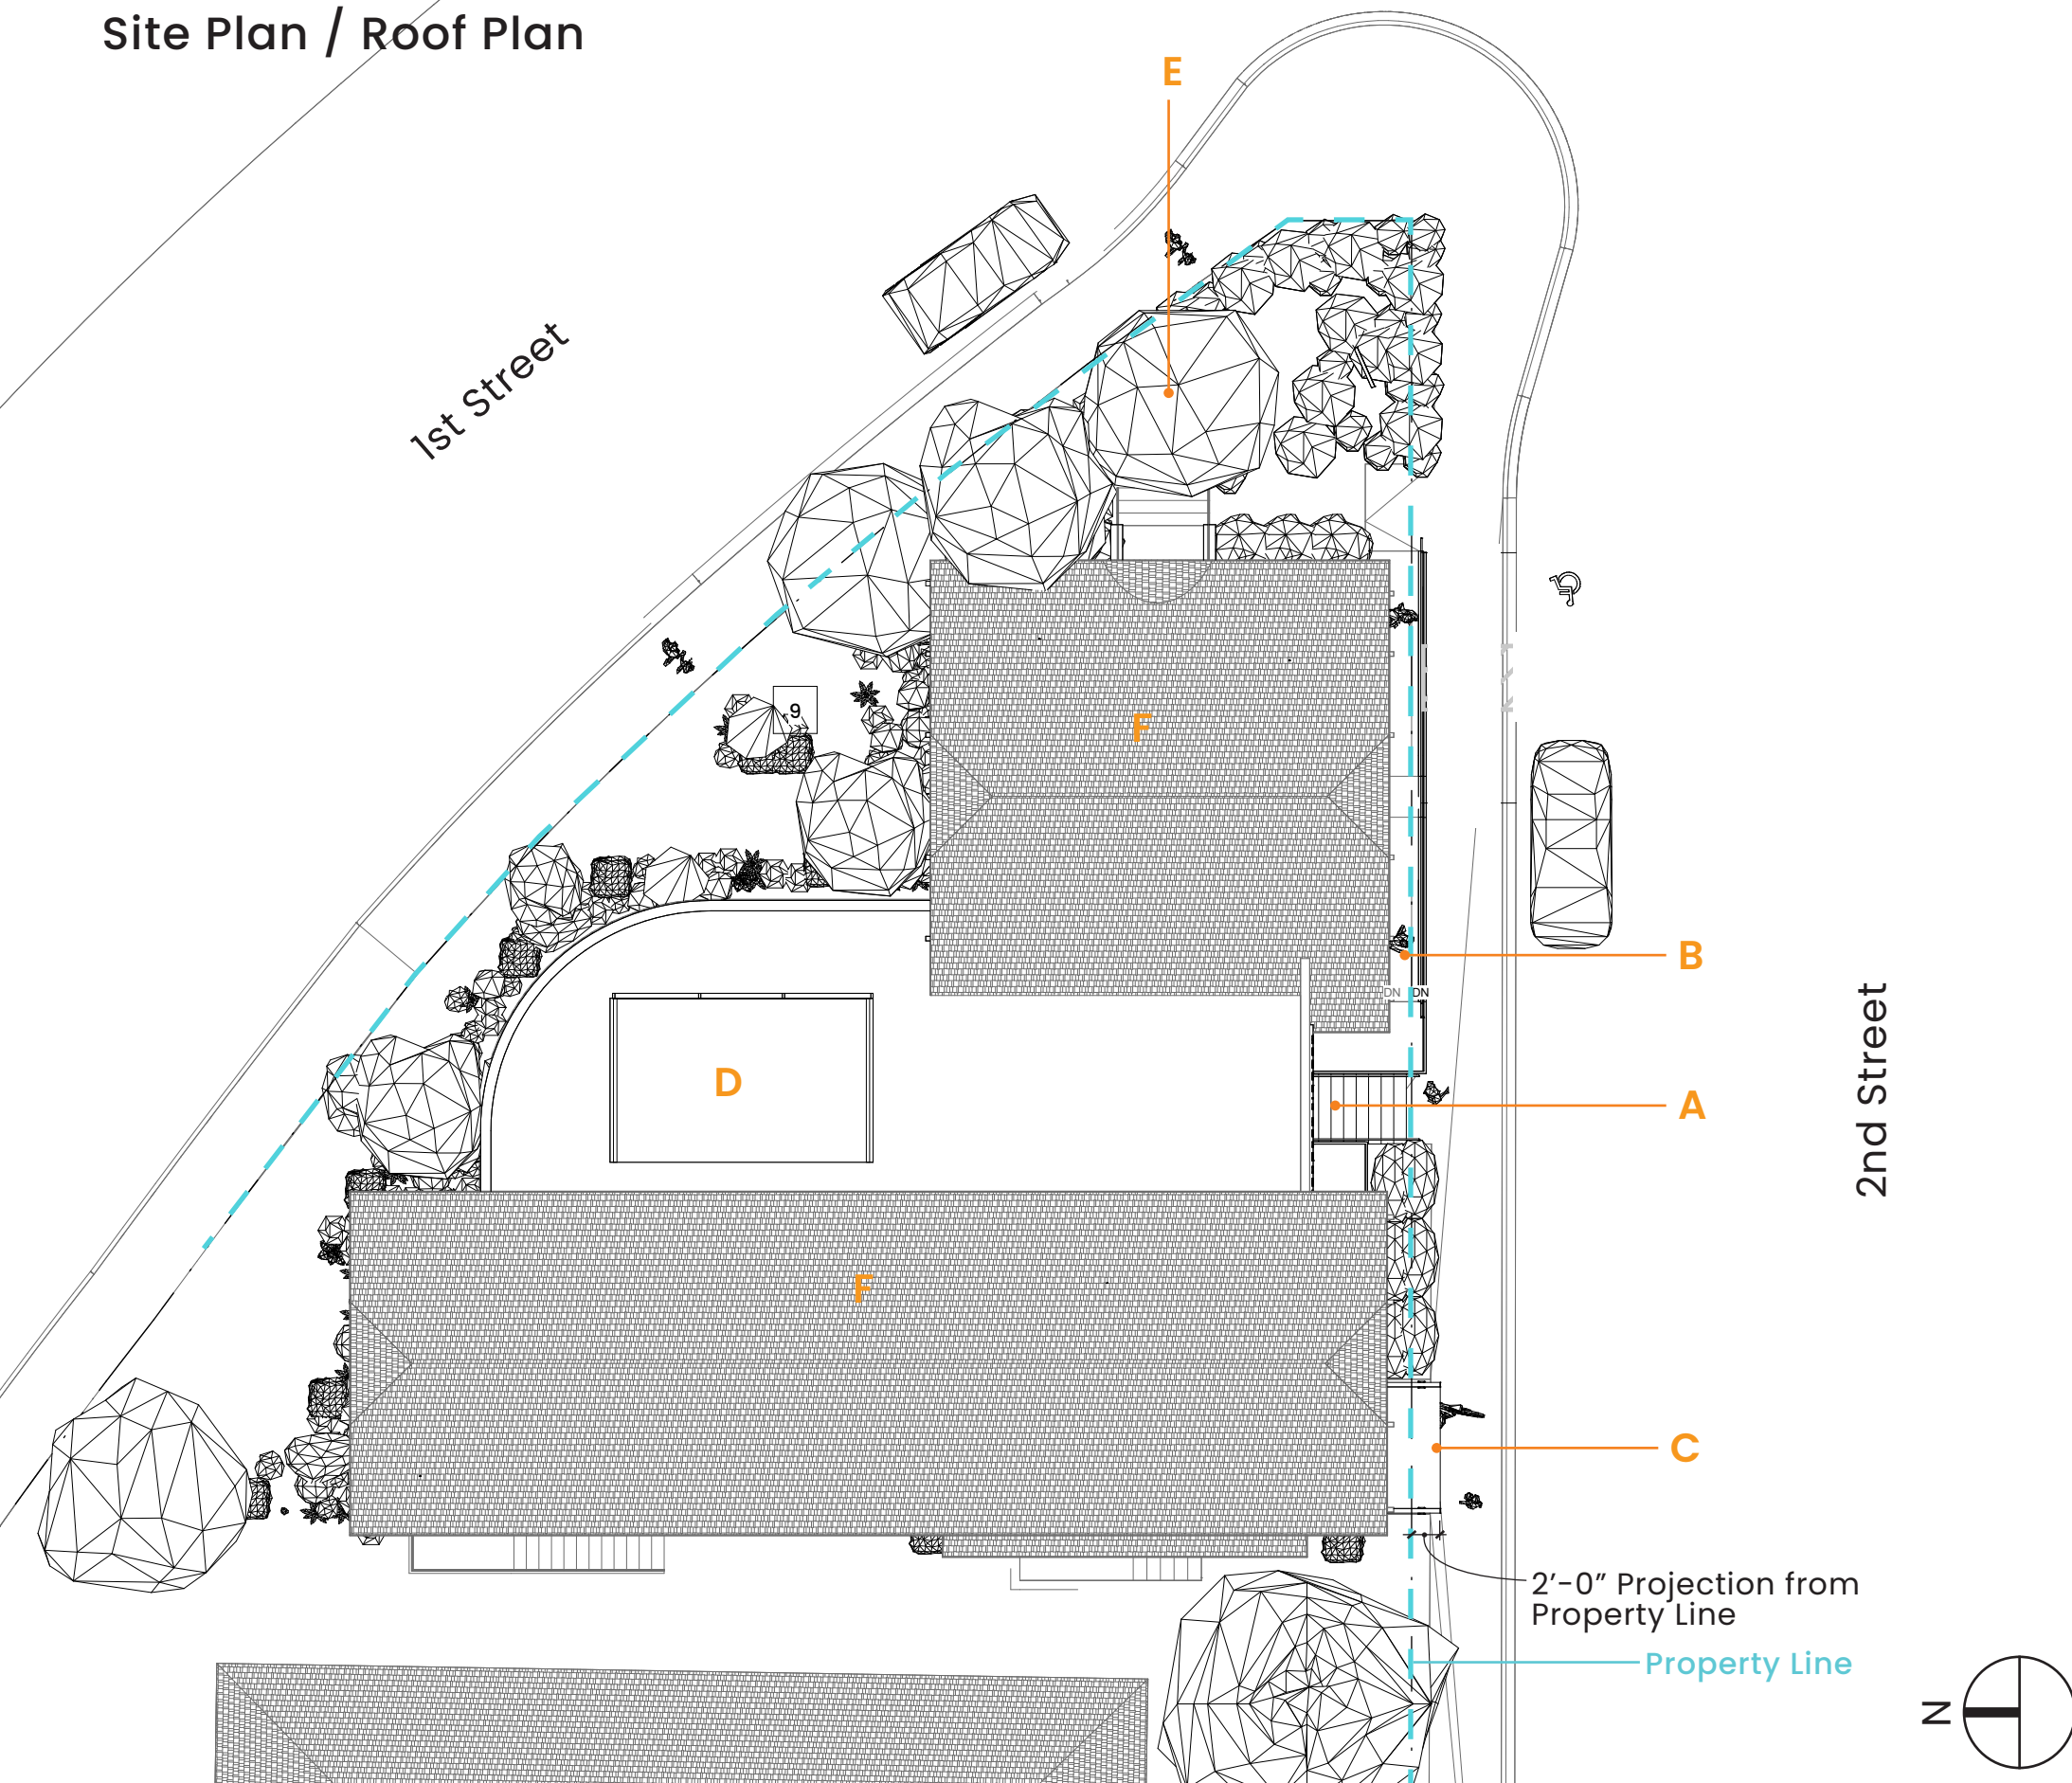 Site Plan / Roof Plan
E
1st Street
9
F
B
DN DN
D
A
2nd Street
F
C
2’-0” Projection from
Property Line
Property Line
N